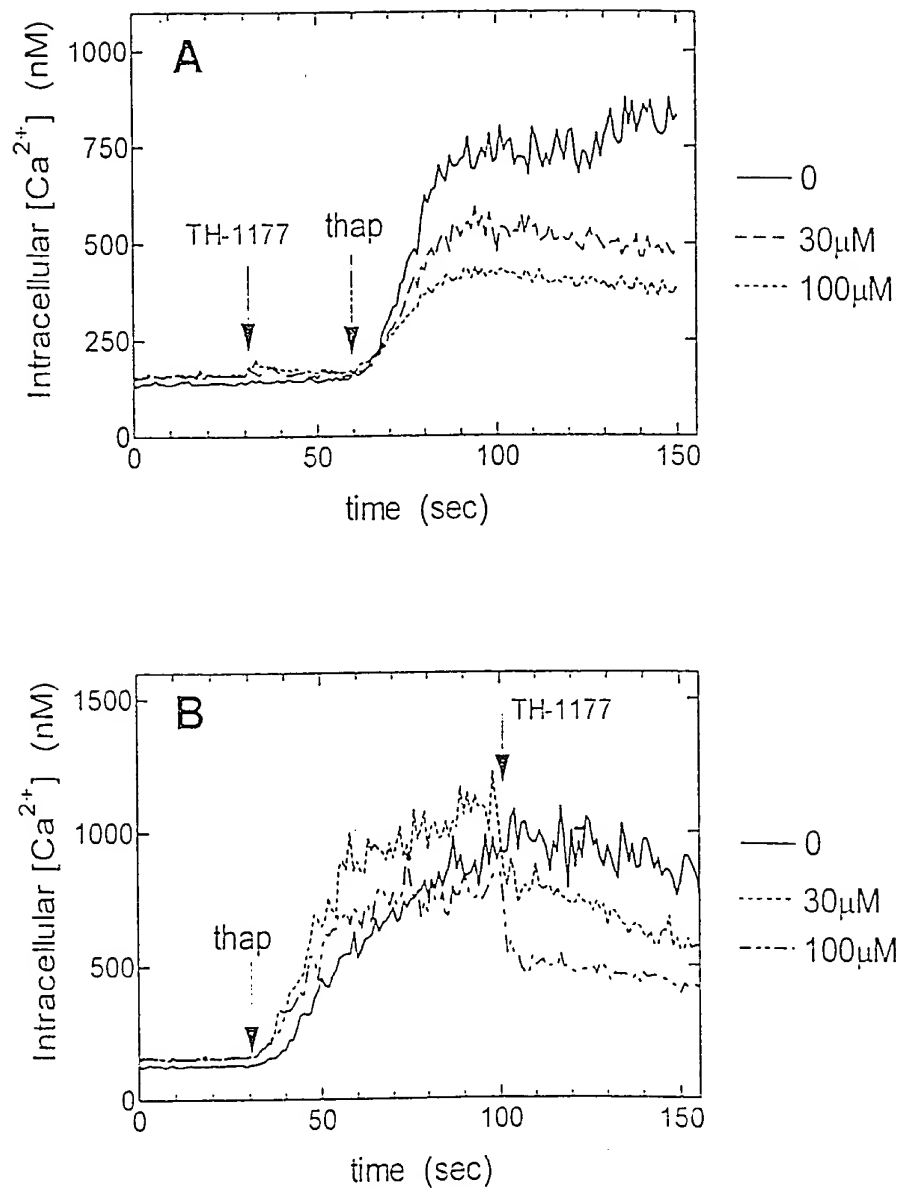 A
Intracellular [Ca²⁺] (nM)
1000
750
500
250
0
TH-1177
thap
0
30μM
100μM
0
50
100
150
time (sec)
B
Intracellular [Ca²⁺] (nM)
1500
1000
500
0
TH-1177
thap
0
30μM
100μM
0
50
100
150
time (sec)